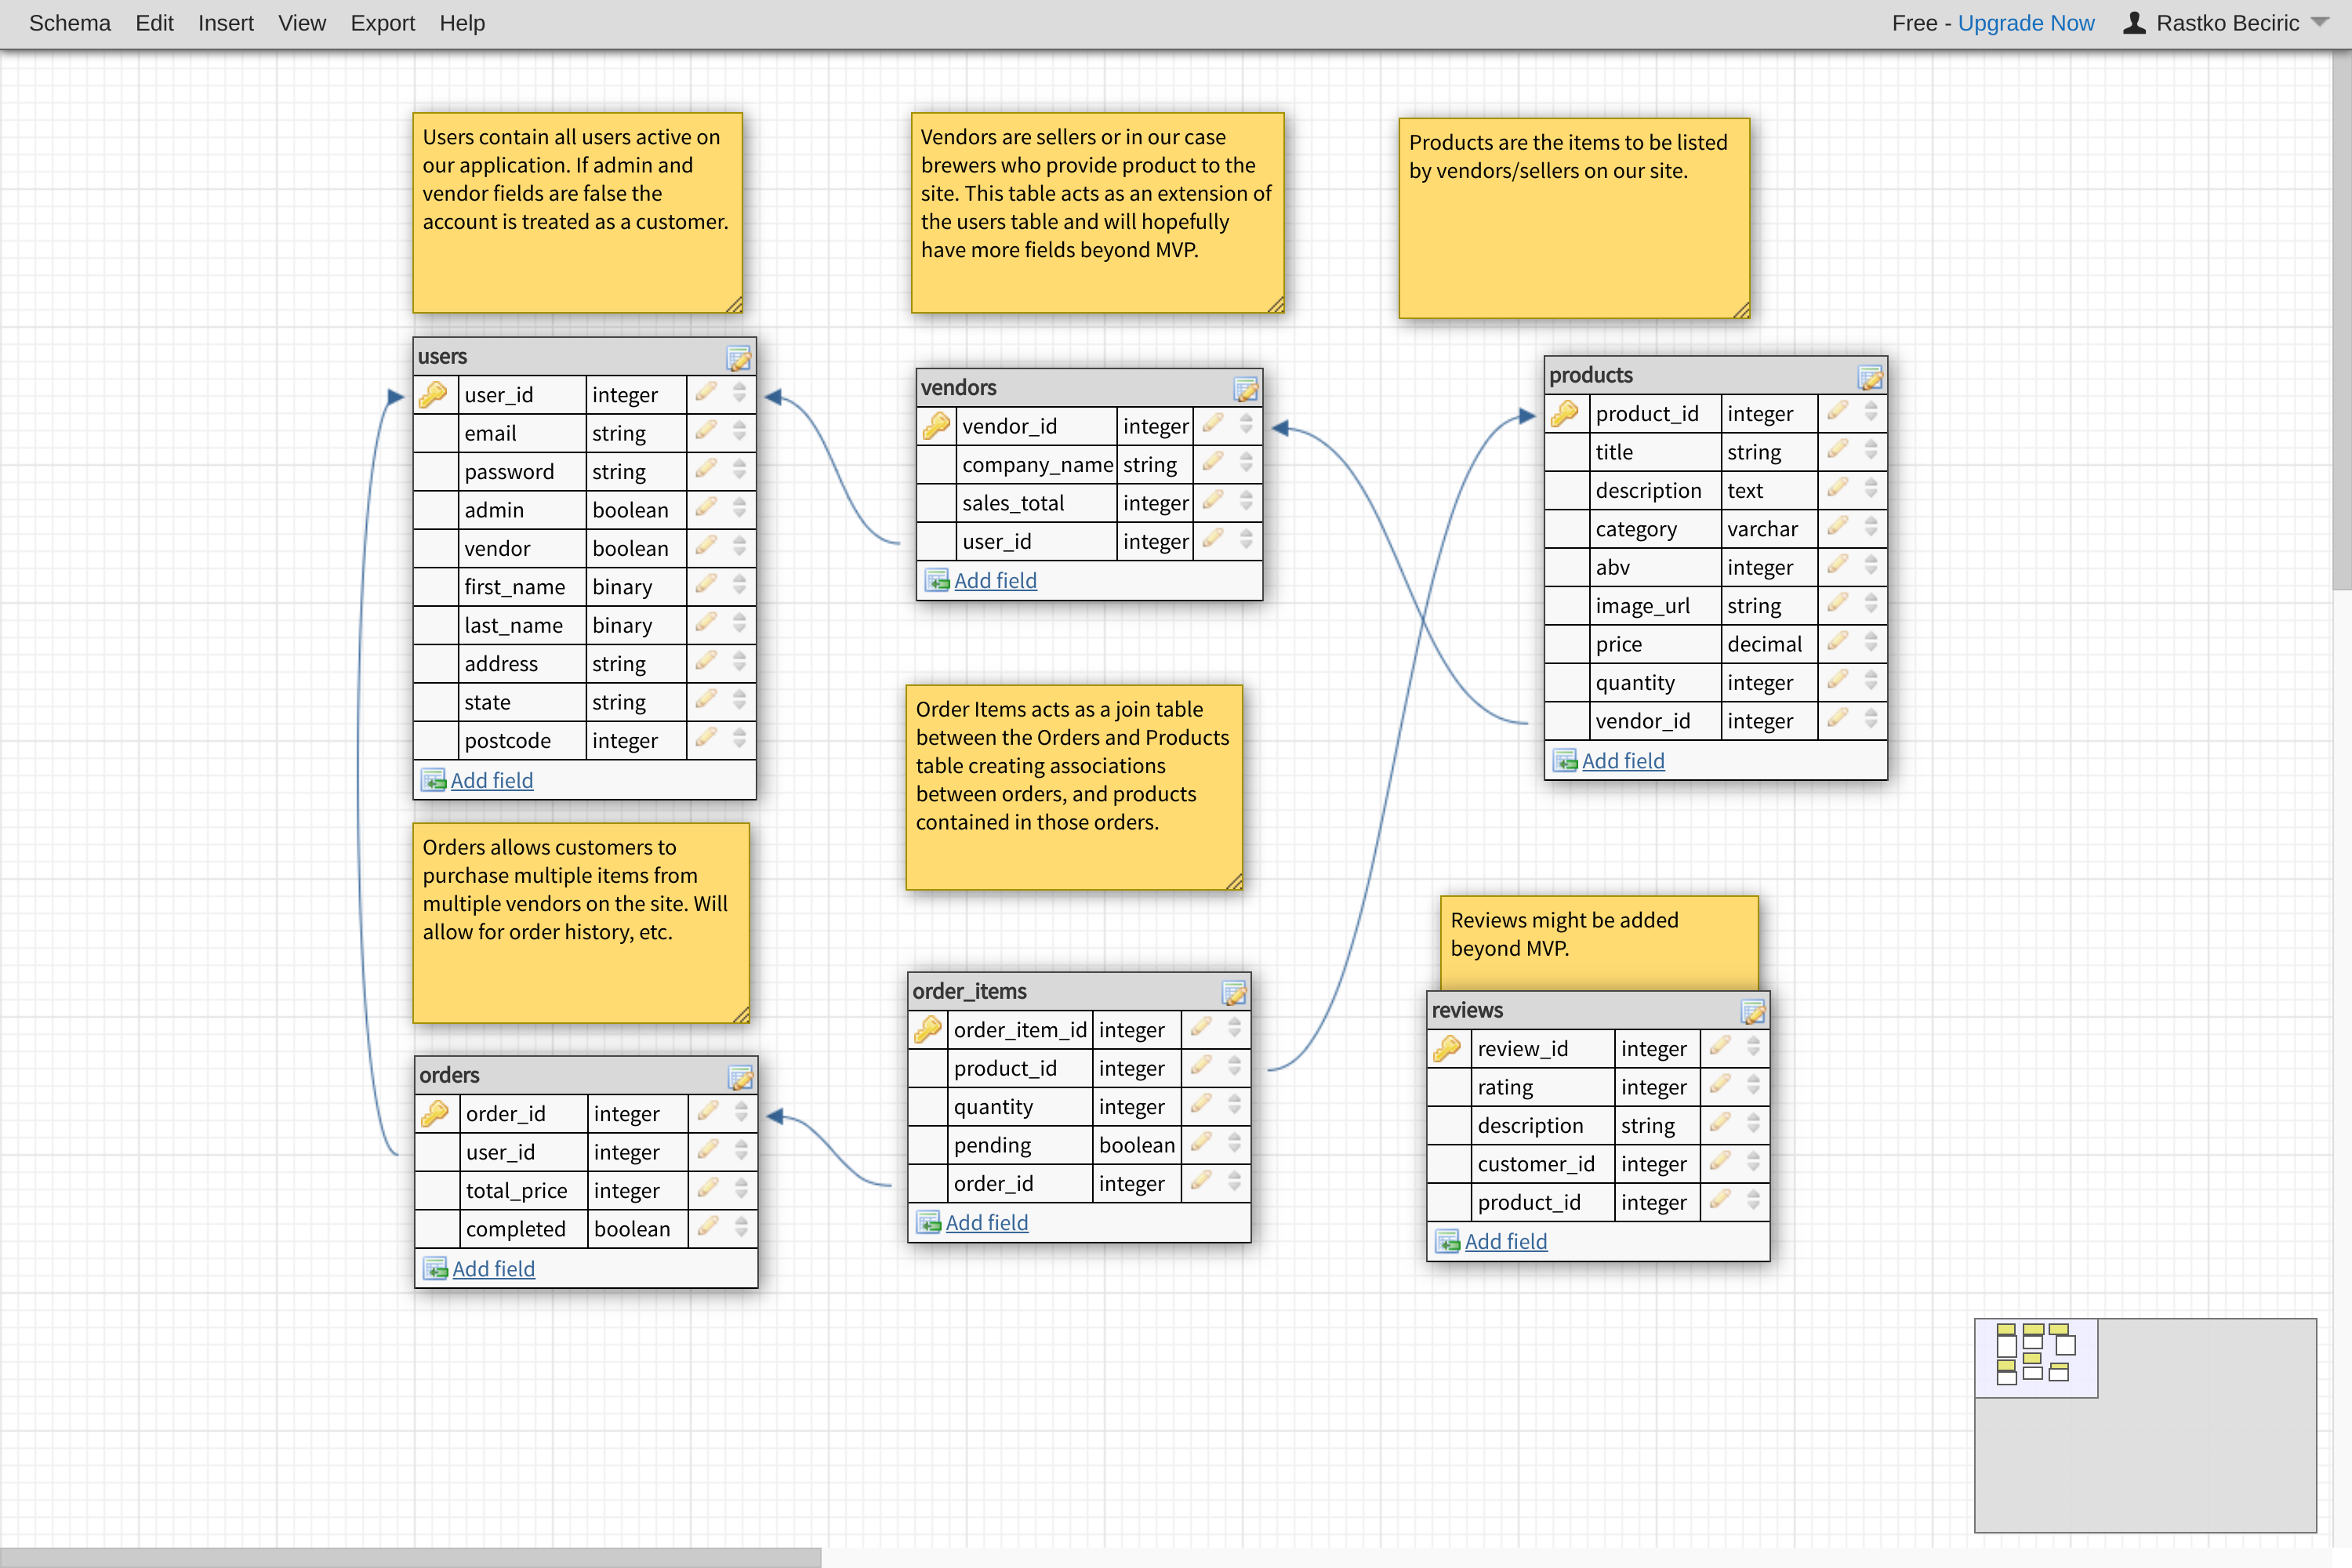 Schema Edit Insert View Export Help Free - Upgrade Now Rastko Beciric
Users contain all users active on
our application. If admin and
vendor fields are false the
account is treated as a customer.
Vendors are sellers or in our case
brewers who provide product to the
site. This table acts as an extension of
the users table and will hopefully
have more fields beyond MVP.
Products are the items to be listed
by vendors/sellers on our site.
users
user_id integer
email string
password string
admin boolean
vendor boolean
first_name binary
last_name binary
address string
state string
postcode integer
Add field
vendors
vendor_id integer
company_name string
sales_total integer
user_id integer
Add field
products
product_id integer
title string
description text
category varchar
abv integer
image_url string
price decimal
quantity integer
vendor_id integer
Add field
Orders allows customers to
purchase multiple items from
multiple vendors on the site. Will
allow for order history, etc.
Order Items acts as a join table
between the Orders and Products
table creating associations
between orders, and products
contained in those orders.
Reviews might be added
beyond MVP.
orders
order_id integer
user_id integer
total_price integer
completed boolean
Add field
order_items
order_item_id integer
product_id integer
quantity integer
pending boolean
order_id integer
Add field
reviews
review_id integer
rating integer
description string
customer_id integer
product_id integer
Add field